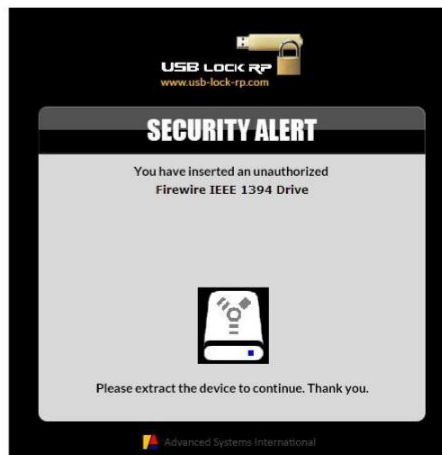 USB LOCK RP
www.usb-lock-rp.com
SECURITY ALERT
You have inserted an unauthorized
Firewire IEEE 1394 Drive
Please extract the device to continue. Thank you.
Advanced Systems International